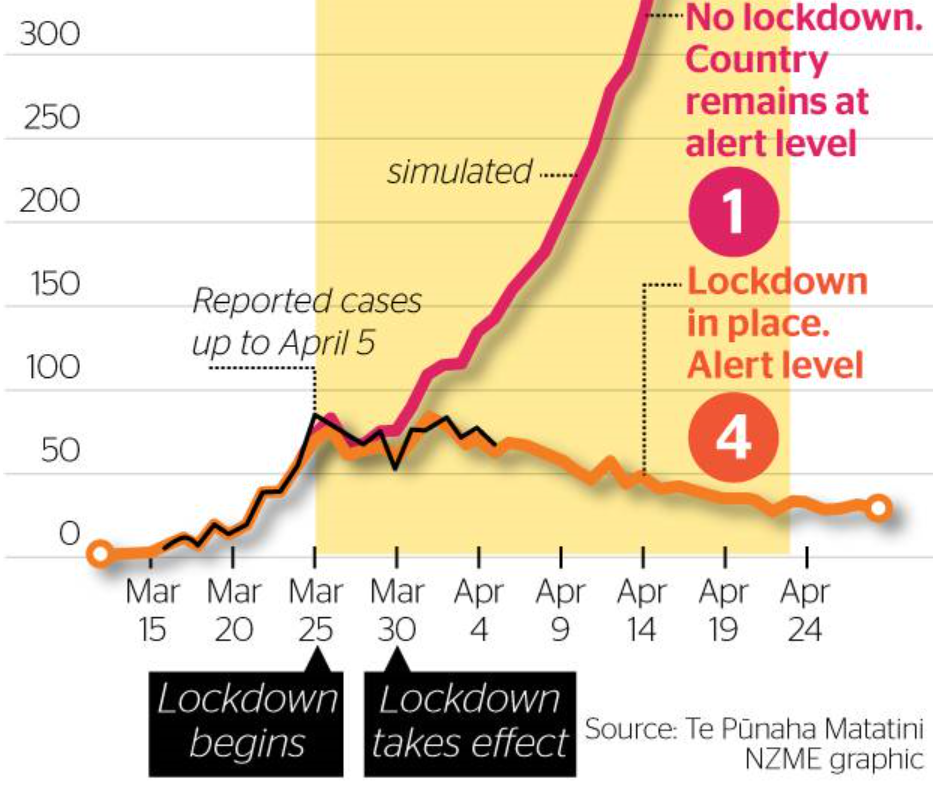 300
250
200
150
100
50
0
No lockdown.
Country
remains at
alert level
1
simulated
Reported cases
up to April 5
Lockdown
in place.
Alert level
4
Mar Mar Mar Mar Apr Apr Apr Apr Apr
15 20 25 30 4 9 14 19 24
Lockdown
begins
Lockdown
takes effect
Source: Te Pūnaha Matatini
NZME graphic